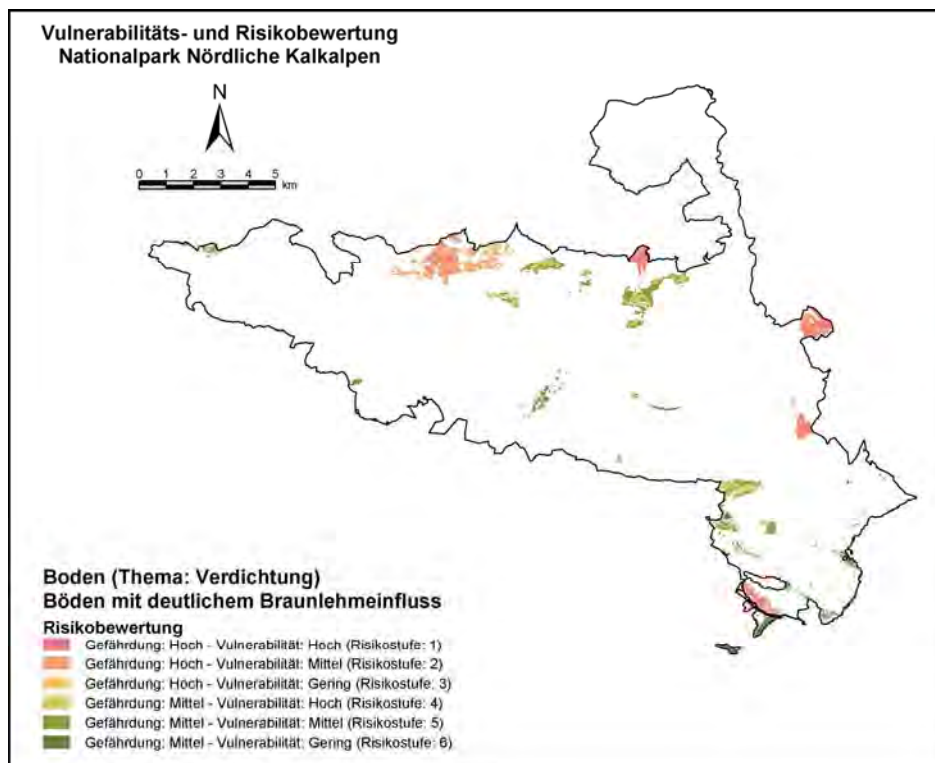 Vulnerabilitäts- und Risikobewertung
Nationalpark Nördliche Kalkalpen
N
0 1 2 3 4 5
km
Boden (Thema: Verdichtung)
Böden mit deutlichem Braunlehmeinfluss
Risikobewertung
Gefährdung: Hoch - Vulnerabilität: Hoch (Risikostufe: 1)
Gefährdung: Hoch - Vulnerabilität: Mittel (Risikostufe: 2)
Gefährdung: Hoch - Vulnerabilität: Gering (Risikostufe: 3)
Gefährdung: Mittel - Vulnerabilität: Hoch (Risikostufe: 4)
Gefährdung: Mittel - Vulnerabilität: Mittel (Risikostufe: 5)
Gefährdung: Mittel - Vulnerabilität: Gering (Risikostufe: 6)